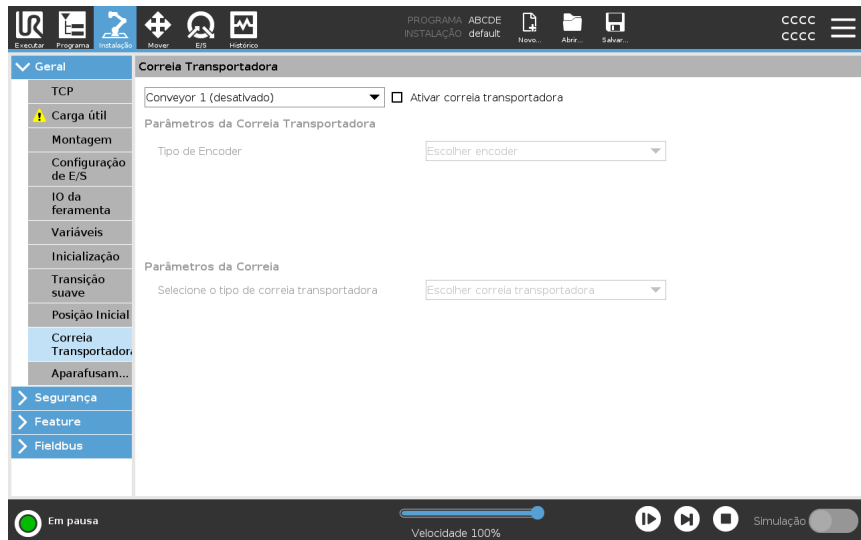 PROGRAMA ABCDE
INSTALAÇÃO default
Executar Programa Instalação Mover E/S Histórico Novo... Abrir... Salvar...
CCCC
CCCC
Geral
Correia Transportadora
TCP
Carga útil
Montagem
Configuração
de E/S
IO da
feramenta
Variáveis
Inicialização
Transição
suave
Posição Inicial
Correia
Transportadora
Aparafusam...
Segurança
Feature
Fieldbus
Conveyor 1 (desativado)
Ativar correia transportadora
Parâmetros da Correia Transportadora
Tipo de Encoder
Escolher encoder
Parâmetros da Correia
Selecione o tipo de correia transportadora
Escolher correia transportadora
Em pausa
Velocidade 100%
Simulação